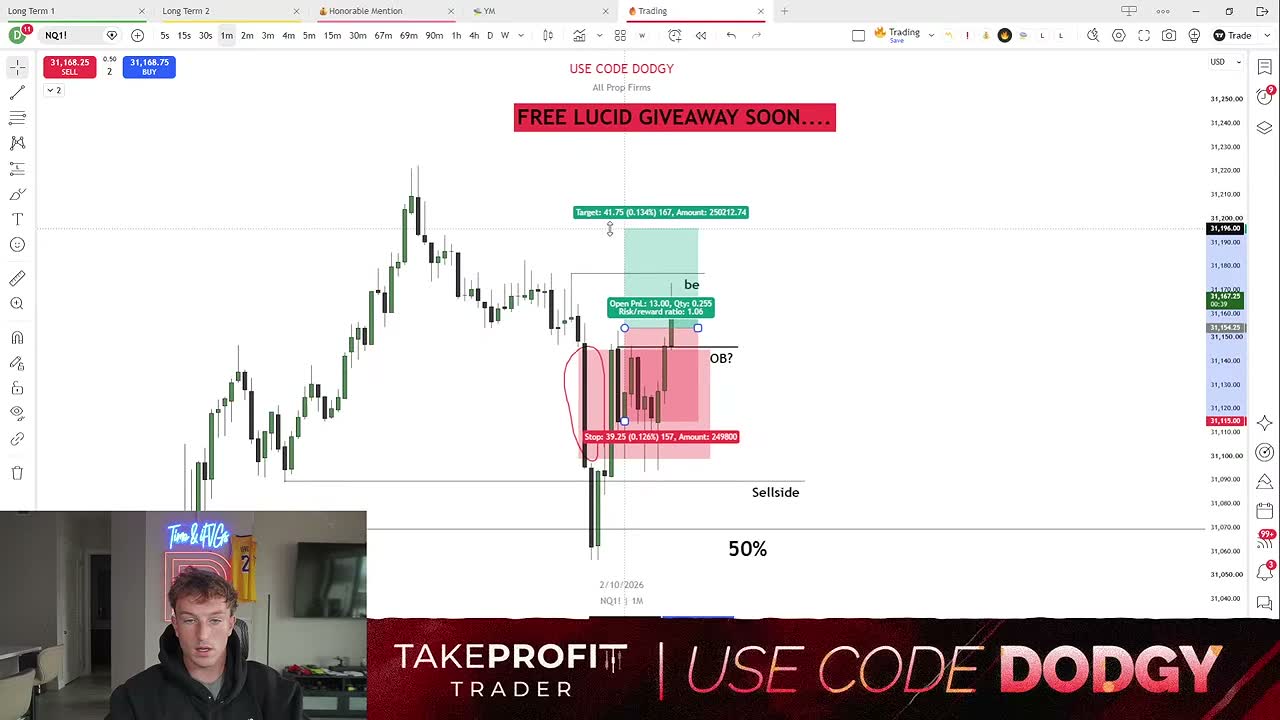 Long Term 1
Long Term 2
Honorable Mention
YM
Trading
D
11
NQ1!
5s 15s 30s 1m 2m 3m 4m 5m 15m 30m 67m 69m 90m 1h 4h D W
Trading
Save
Trade
31,168.25
SELL
0.50
2
31,168.75
BUY
2
USE CODE DODGY
All Prop Firms
FREE LUCID GIVEAWAY SOON....
USD
31,250.00
31,240.00
31,230.00
31,220.00
31,210.00
31,200.00
31,196.00
31,190.00
31,180.00
31,170.00
31,167.25
00:39
31,160.00
31,154.25
31,150.00
31,140.00
31,130.00
31,120.00
31,115.00
31,110.00
31,100.00
31,090.00
31,080.00
31,070.00
31,060.00
31,050.00
31,040.00
Target: 41.75 (0.134%) 167, Amount: 250212.74
be
Open PnL: 13.00, Qty: 0.255
Risk/reward ratio: 1.06
OB?
Stop: 39.25 (0.126%) 157, Amount: 249800
Sellside
50%
2/10/2026
NQ1! | 1M
9
99+
3
Time & FVGs
TAKEPROFIT
TRADER
USE CODE DODGY